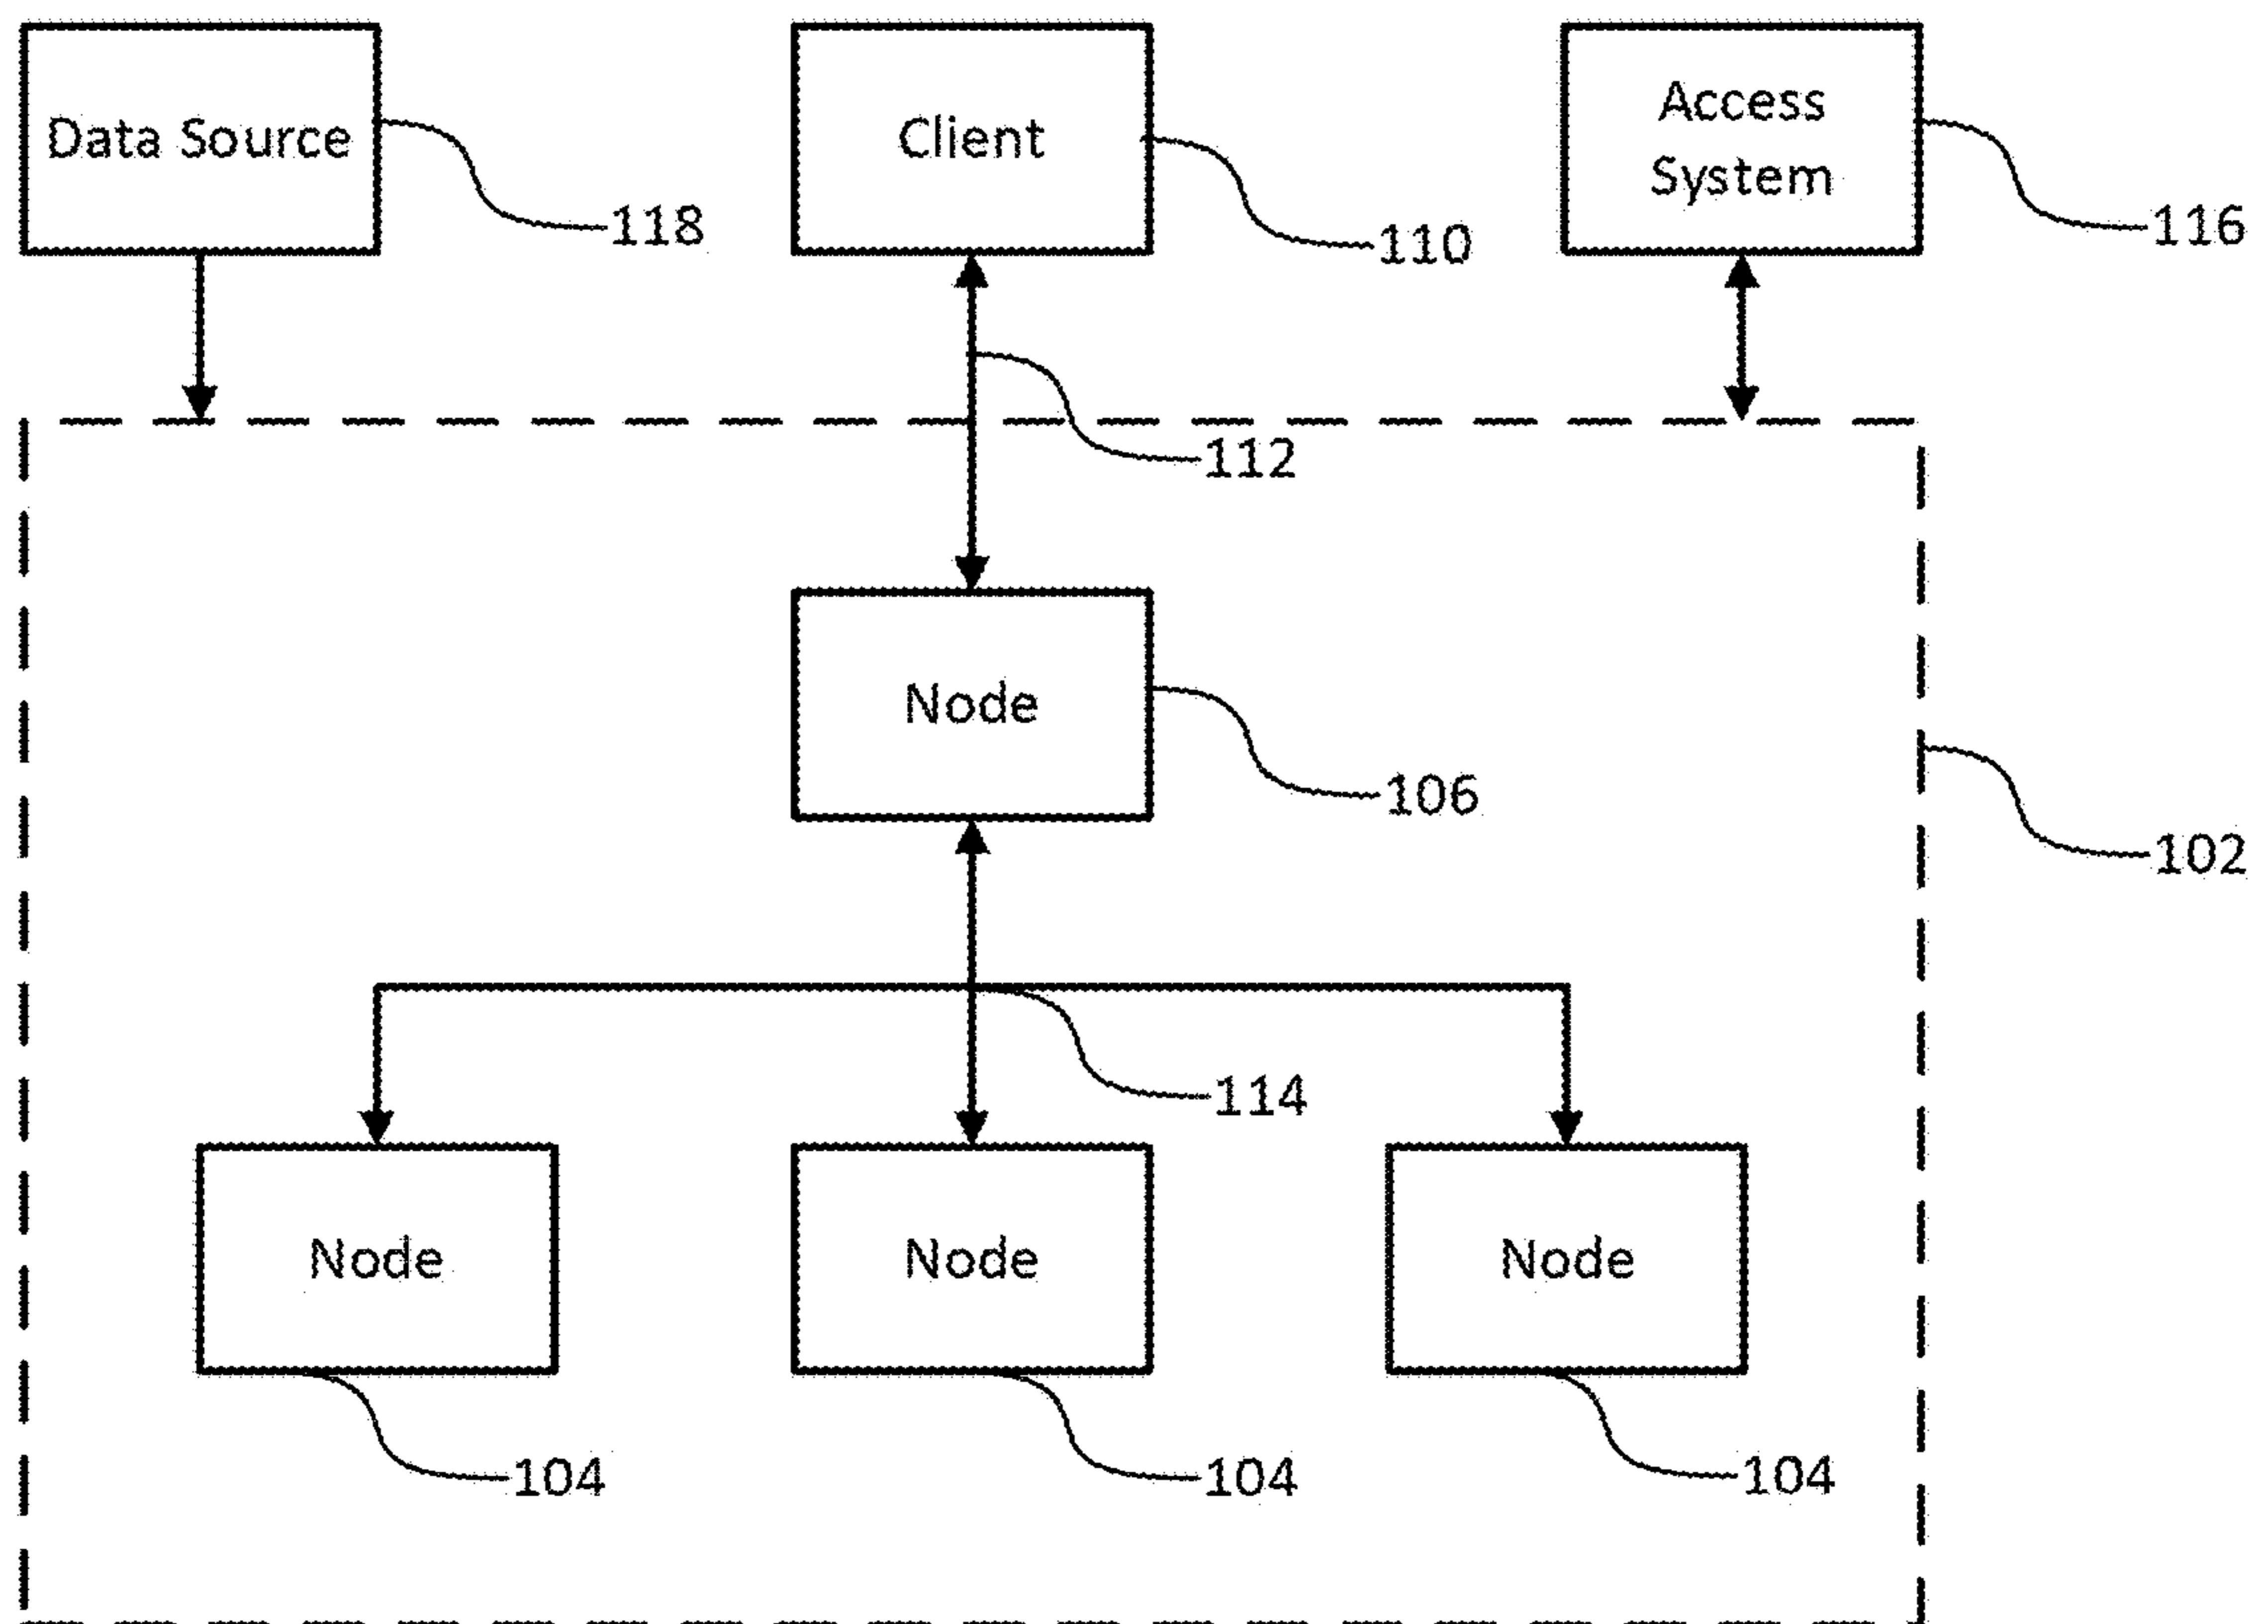 Data Source
Client
Access
System
118
110
116
112
Node
106
102
114
Node
Node
Node
104
104
104